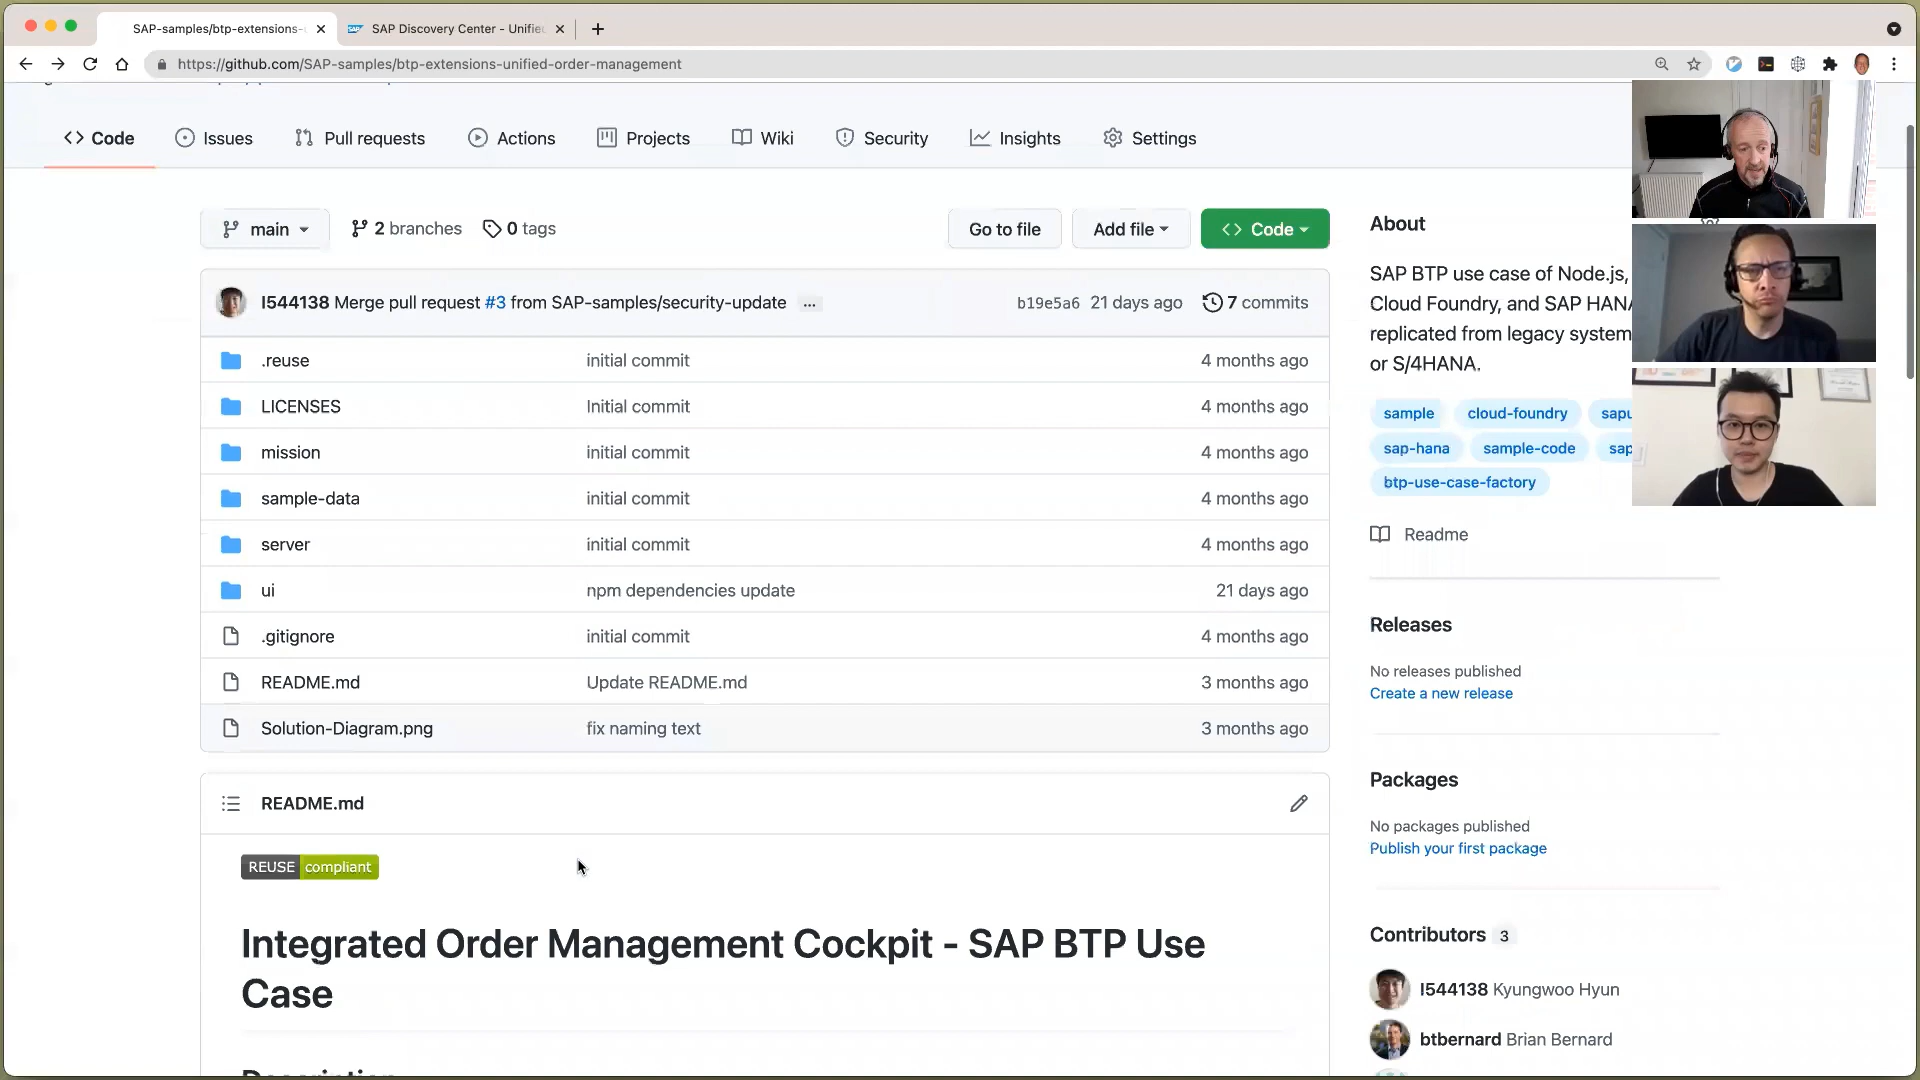 SAP-samples/btp-extensions-
SAP Discovery Center - Unifie
https://github.com/SAP-samples/btp-extensions-unified-order-management
Code
Issues
Pull requests
Actions
Projects
Wiki
Security
Insights
Settings
main
2 branches
0 tags
Go to file
Add file
Code
I544138 Merge pull request #3 from SAP-samples/security-update ...
b19e5a6 21 days ago
7 commits
.reuse initial commit 4 months ago
LICENSES Initial commit 4 months ago
mission initial commit 4 months ago
sample-data initial commit 4 months ago
server initial commit 4 months ago
ui npm dependencies update 21 days ago
.gitignore initial commit 4 months ago
README.md Update README.md 3 months ago
Solution-Diagram.png fix naming text 3 months ago
README.md
REUSE compliant
Integrated Order Management Cockpit - SAP BTP Use
Case
About
SAP BTP use case of Node.js,
Cloud Foundry, and SAP HANA
replicated from legacy system
or S/4HANA.
sample cloud-foundry sapu
sap-hana sample-code sap
btp-use-case-factory
Readme
Releases
No releases published
Create a new release
Packages
No packages published
Publish your first package
Contributors 3
I544138 Kyungwoo Hyun
btbernard Brian Bernard